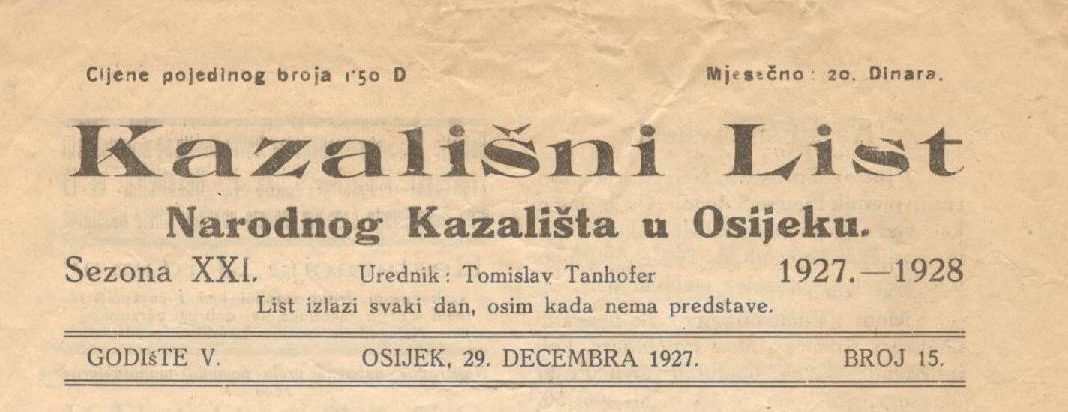 Cijene pojedinog broja 1·50 D
Mjesečno: 20. Dinara.
Kazališni List
Narodnog Kazališta u Osijeku.
Sezona XXI. Urednik: Tomislav Tanhofer 1927.—1928
List izlazi svaki dan, osim kada nema predstave.
GODIšTE V. OSIJEK, 29. DECEMBRA 1927. BROJ 15.